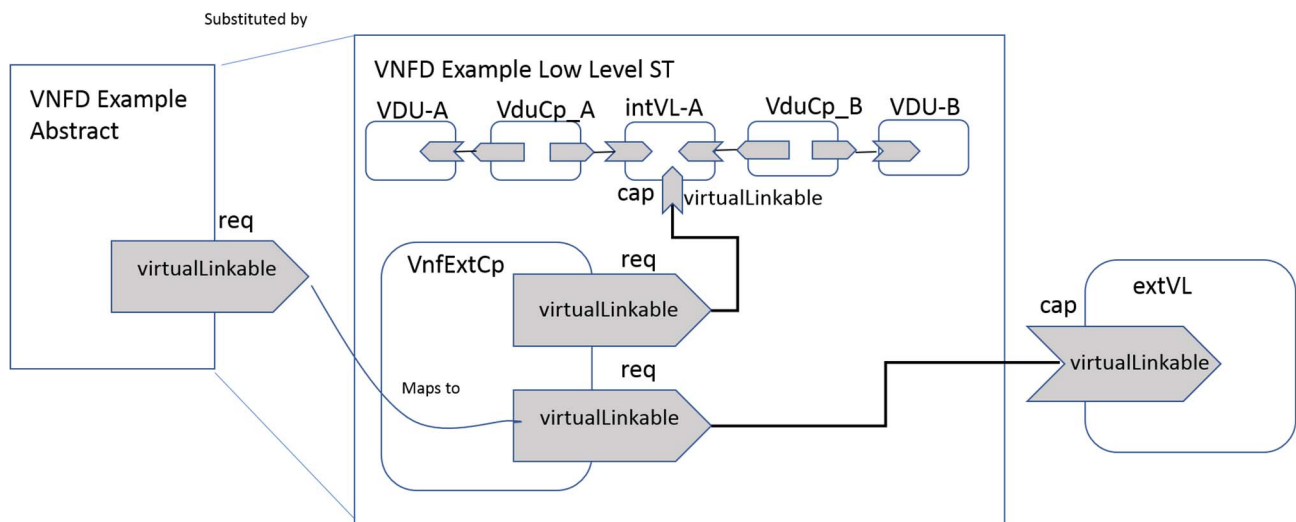 Substituted by
VNFD Example
Abstract
req
virtualLinkable
VNFD Example Low Level ST
VDU-A
VduCp_A
intVL-A
VduCp_B
VDU-B
cap
virtualLinkable
VnfExtCp
req
virtualLinkable
req
Maps to
virtualLinkable
cap
extVL
virtualLinkable